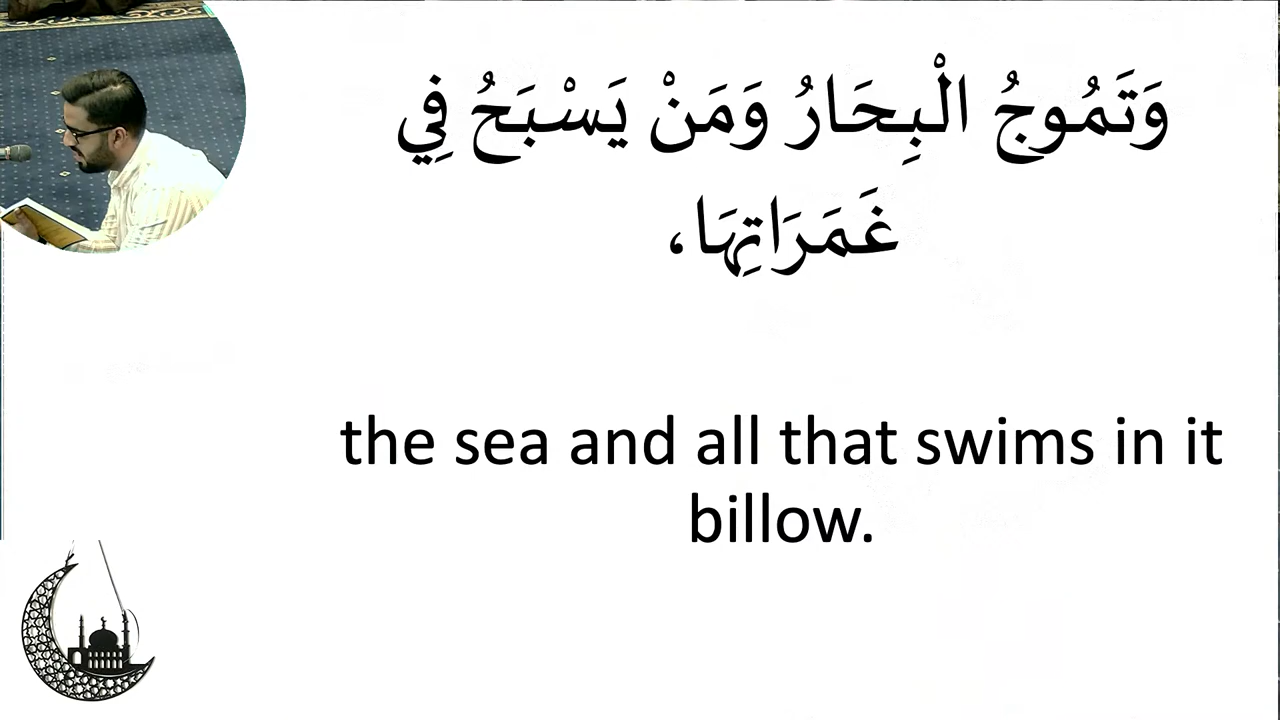 وَتَمُوجُ الْبِحَارُ وَمَنْ يَسْبَحُ فِي
غَمَرَاتِهَا،
the sea and all that swims in it
billow.